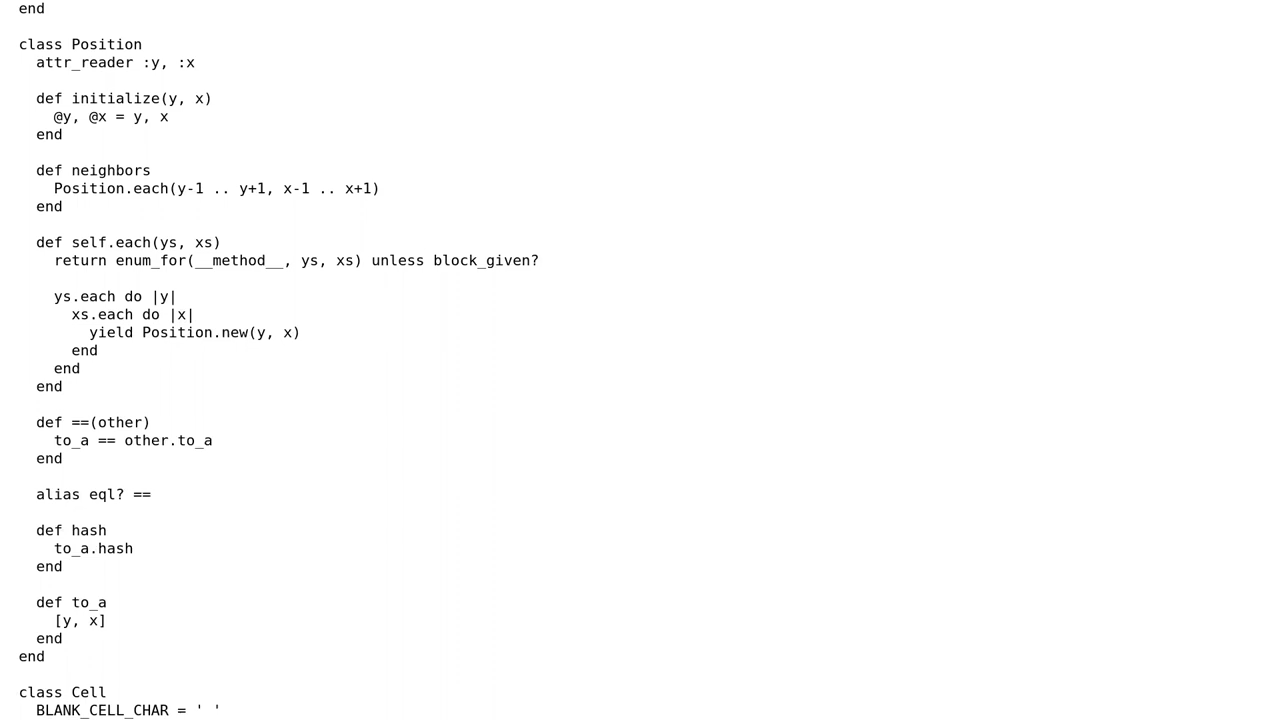 end
class Position
  attr_reader :y, :x
  def initialize(y, x)
    @y, @x = y, x
  end
  def neighbors
    Position.each(y-1 .. y+1, x-1 .. x+1)
  end
  def self.each(ys, xs)
    return enum_for(__method__, ys, xs) unless block_given?
    ys.each do |y|
      xs.each do |x|
        yield Position.new(y, x)
      end
    end
  end
  def ==(other)
    to_a == other.to_a
  end
  alias eql? ==
  def hash
    to_a.hash
  end
  def to_a
    [y, x]
  end
end
class Cell
  BLANK_CELL_CHAR = ' '